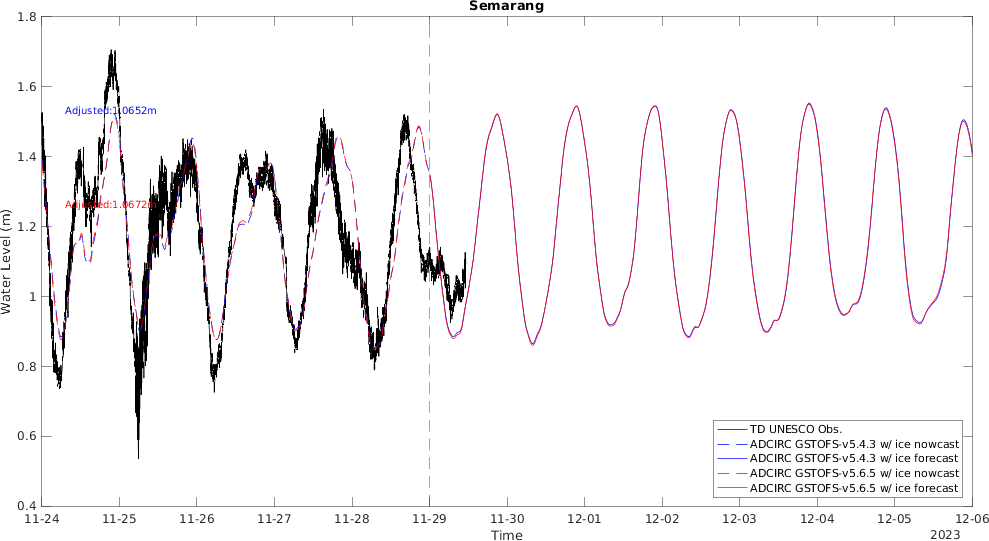 Semarang
1.8
1.6
1.4
1.2
1
0.8
0.6
0.4
Water Level (m)
Adjusted:1.0652m
Adjusted:1.0672m
TD UNESCO Obs.
ADCIRC GSTOFS-v5.4.3 w/ ice nowcast
ADCIRC GSTOFS-v5.4.3 w/ ice forecast
ADCIRC GSTOFS-v5.6.5 w/ ice nowcast
ADCIRC GSTOFS-v5.6.5 w/ ice forecast
11-24 11-25 11-26 11-27 11-28 11-29 11-30 12-01 12-02 12-03 12-04 12-05 12-06
Time
2023